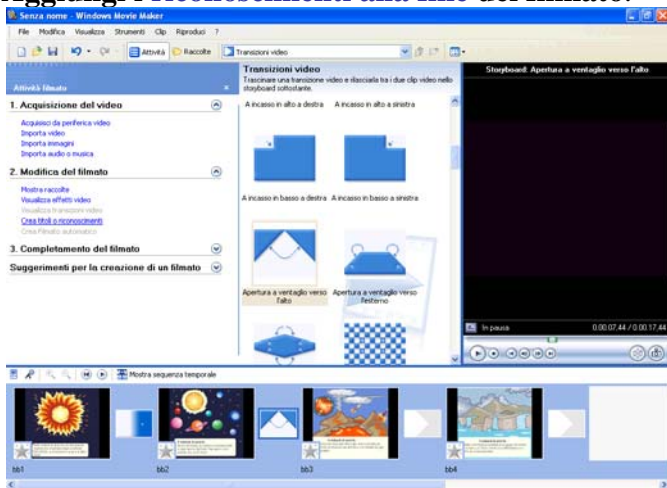 Aggiungi i riconoscimenti alla fine del filmato.
Senza nome - Windows Movie Maker
File Modifica Visualizza Strumenti Clip Riproduci ?
Attività Raccolte Transizioni video
Attività filmato
1. Acquisizione del video
Acquisisci da periferica video
Importa video
Importa immagini
Importa audio o musica
2. Modifica del filmato
Mostra raccolte
Visualizza effetti video
Visualizza transizioni video
Crea titoli o riconoscimenti
Crea Filmato automatico
3. Completamento del filmato
Suggerimenti per la creazione di un filmato
Transizioni video
Trascinare una transizione video e rilasciarla tra i due clip video nello
storyboard sottostante.
A incasso in alto a destra A incasso in alto a sinistra
A incasso in basso a destra A incasso in basso a sinistra
Apertura a ventaglio verso
l'alto
Apertura a ventaglio verso
l'esterno
Storyboard: Apertura a ventaglio verso l'alto
In pausa
0.00.07,44 / 0.00.17,44
Mostra sequenza temporale
bb1
bb2
bb3
bb4